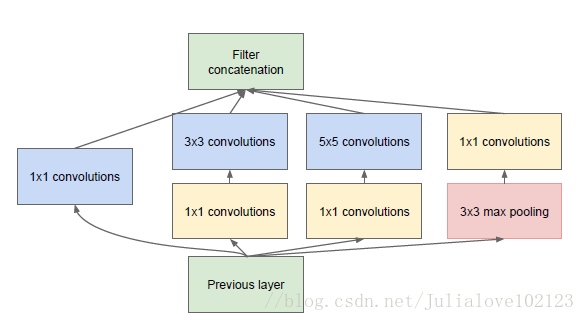 Filter
concatenation
3x3 convolutions
5x5 convolutions
1x1 convolutions
1x1 convolutions
1x1 convolutions
1x1 convolutions
3x3 max pooling
Previous layer
//blog.csdn.net/Julialove102123